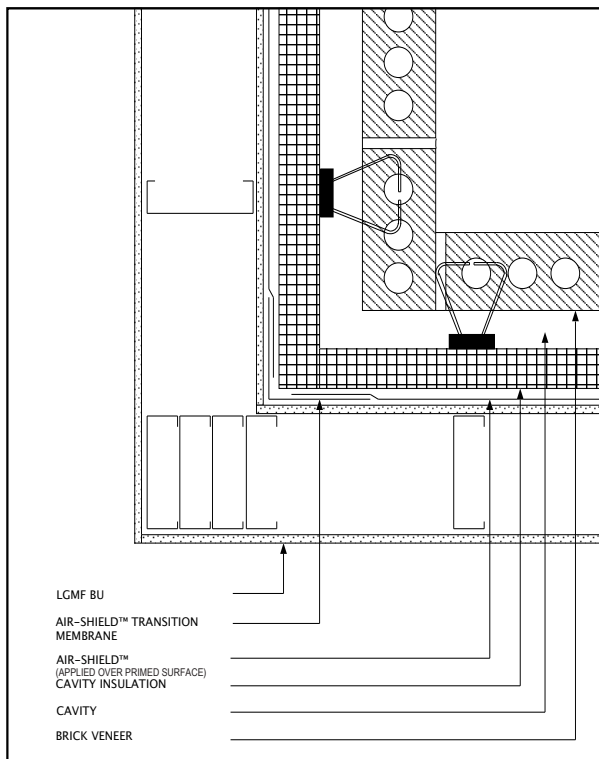 LGMF BU
AIR-SHIELD™ TRANSITION
MEMBRANE
AIR-SHIELD™
(APPLIED OVER PRIMED SURFACE)
CAVITY INSULATION
CAVITY
BRICK VENEER